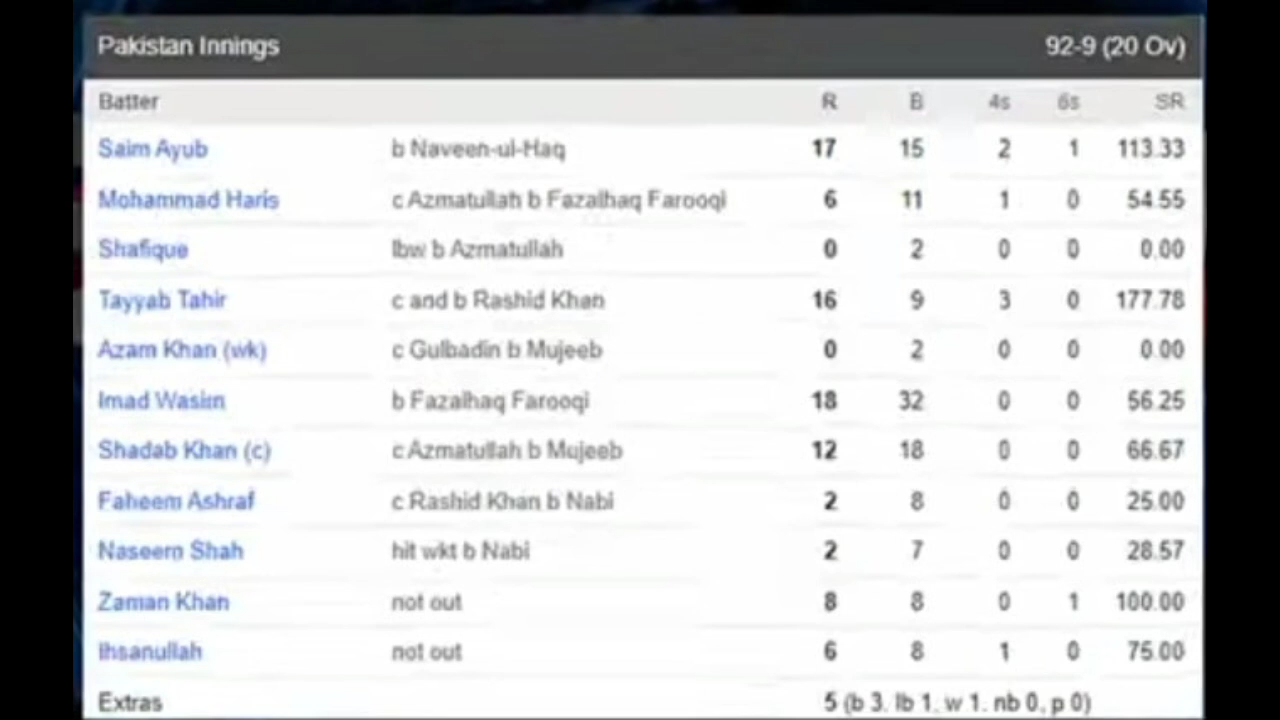 Pakistan Innings 92-9 (20 Ov)
Batter R B 4s 6s SR
Saim Ayub b Naveen-ul-Haq 17 15 2 1 113.33
Mohammad Haris c Azmatullah b Fazalhaq Farooqi 6 11 1 0 54.55
Shafique lbw b Azmatullah 0 2 0 0 0.00
Tayyab Tahir c and b Rashid Khan 16 9 3 0 177.78
Azam Khan (wk) c Gulbadin b Mujeeb 0 2 0 0 0.00
Imad Wasim b Fazalhaq Farooqi 18 32 0 0 56.25
Shadab Khan (c) c Azmatullah b Mujeeb 12 18 0 0 66.67
Faheem Ashraf c Rashid Khan b Nabi 2 8 0 0 25.00
Naseem Shah hit wkt b Nabi 2 7 0 0 28.57
Zaman Khan not out 8 8 0 1 100.00
Ihsanullah not out 6 8 1 0 75.00
Extras 5 (b 3, lb 1, w 1, nb 0, p 0)